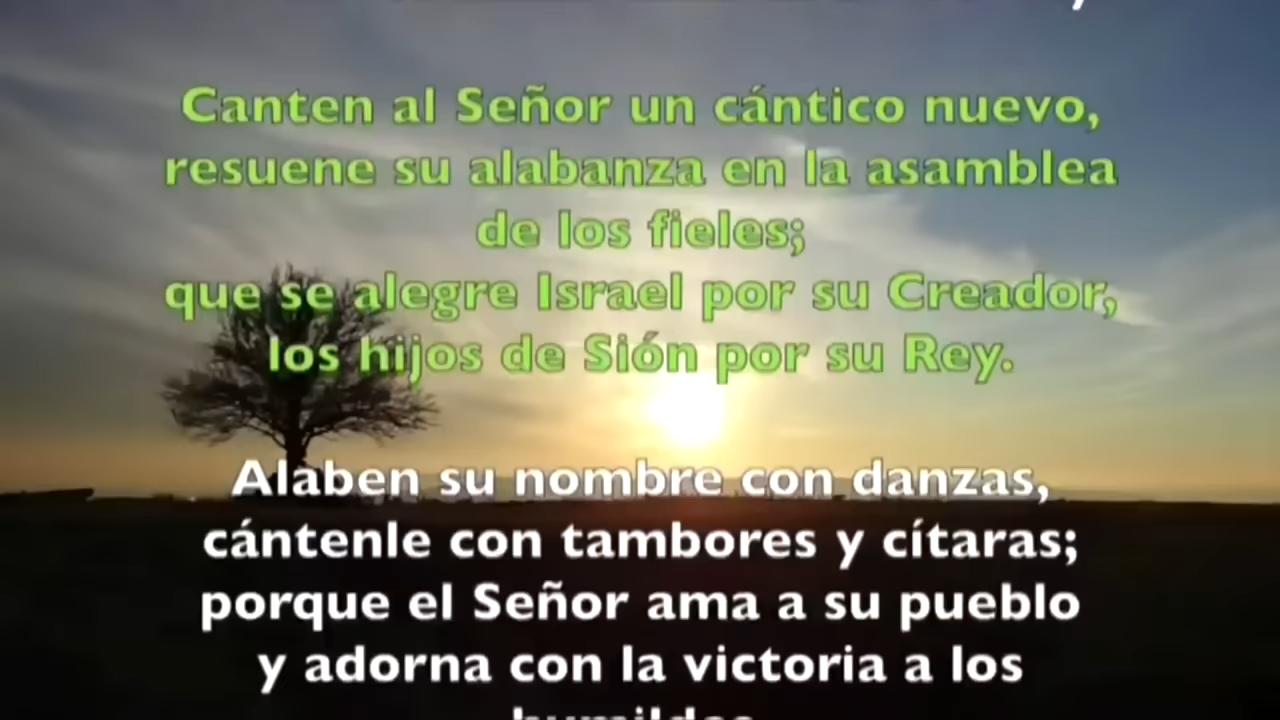 Canten al Señor un cántico nuevo,
resuene su alabanza en la asamblea
de los fieles;
que se alegre Israel por su Creador,
los hijos de Sión por su Rey.
Alaben su nombre con danzas,
cántenle con tambores y cítaras;
porque el Señor ama a su pueblo
y adorna con la victoria a los